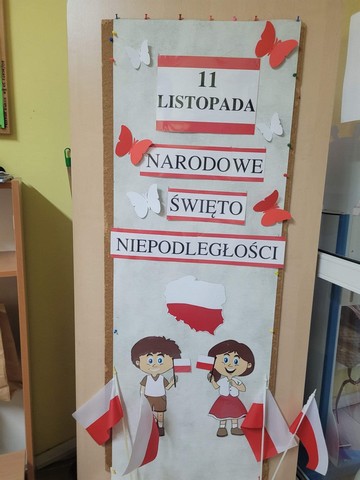 11
LISTOPADA
NARODOWE
ŚWIĘTO
NIEPODLEGŁOŚCI